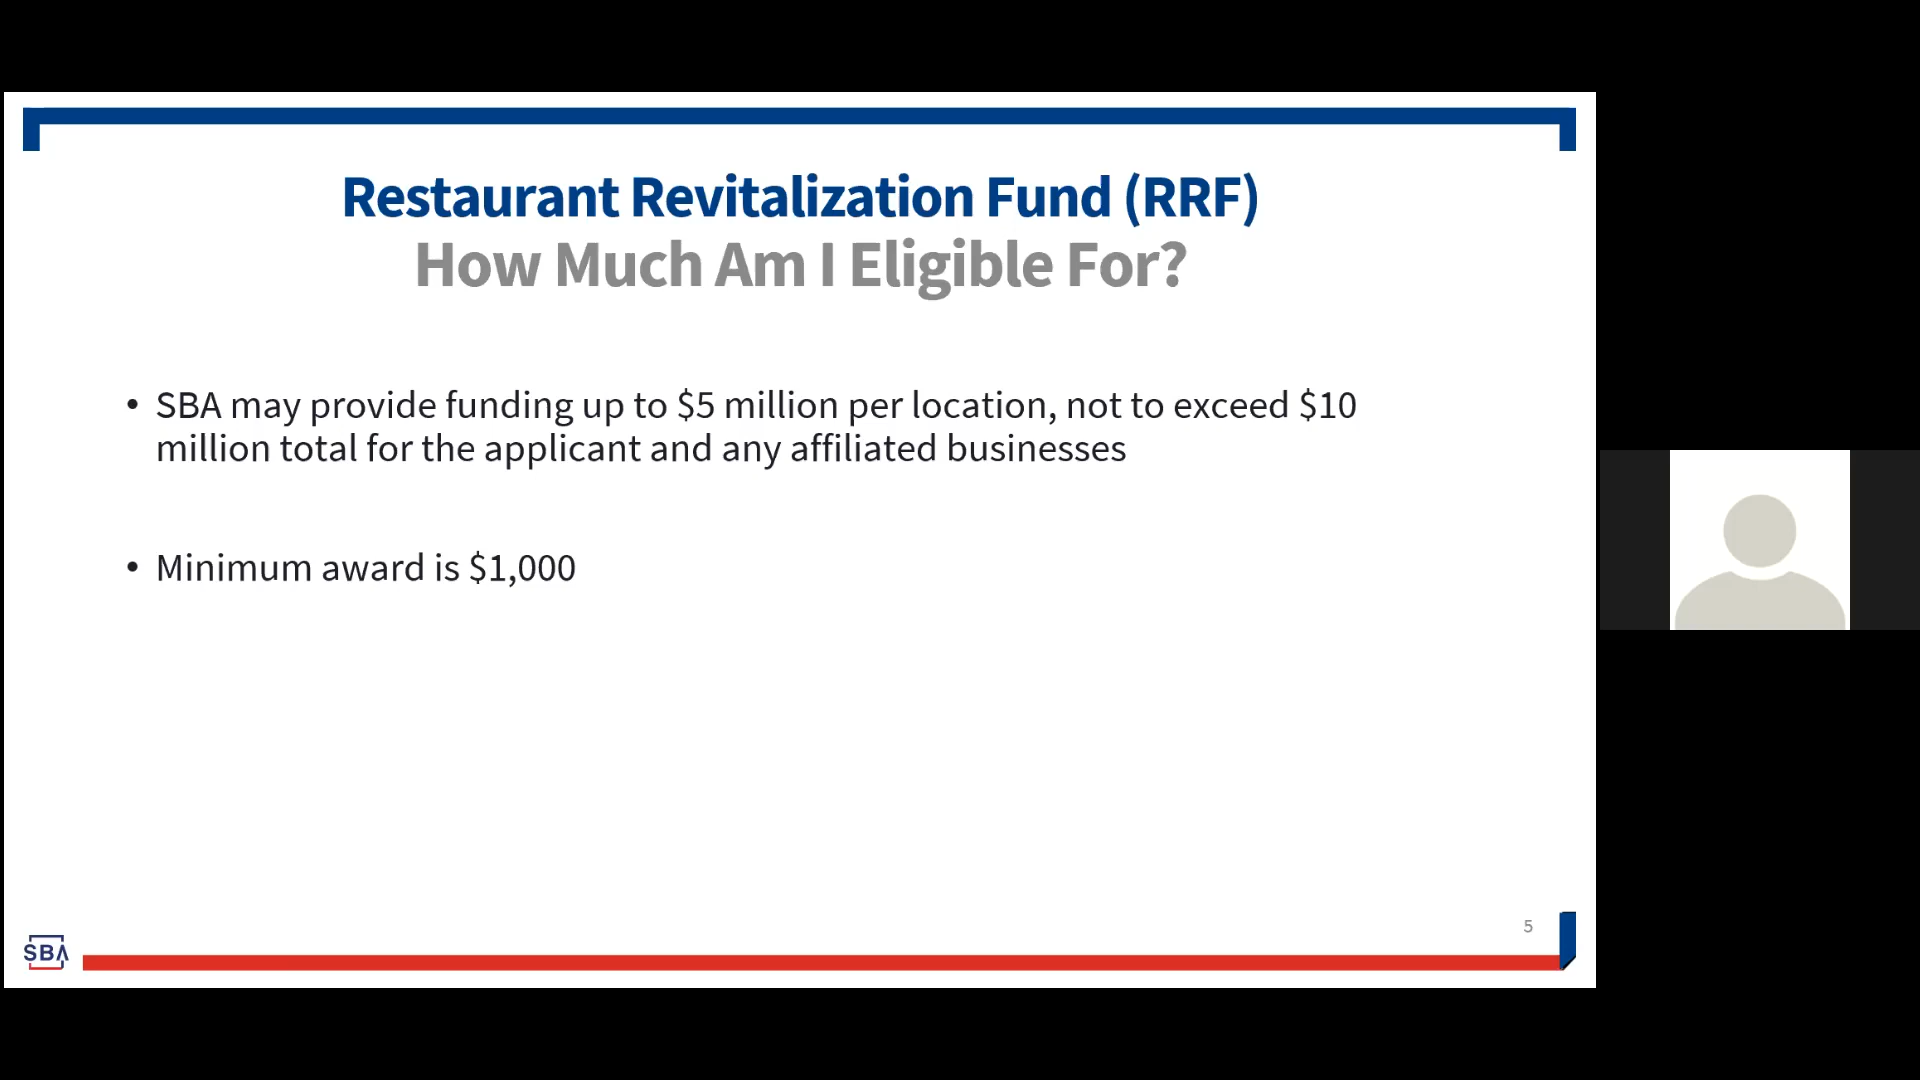 Restaurant Revitalization Fund (RRF)
How Much Am I Eligible For?
• SBA may provide funding up to $5 million per location, not to exceed $10
million total for the applicant and any affiliated businesses
• Minimum award is $1,000
5
SBA